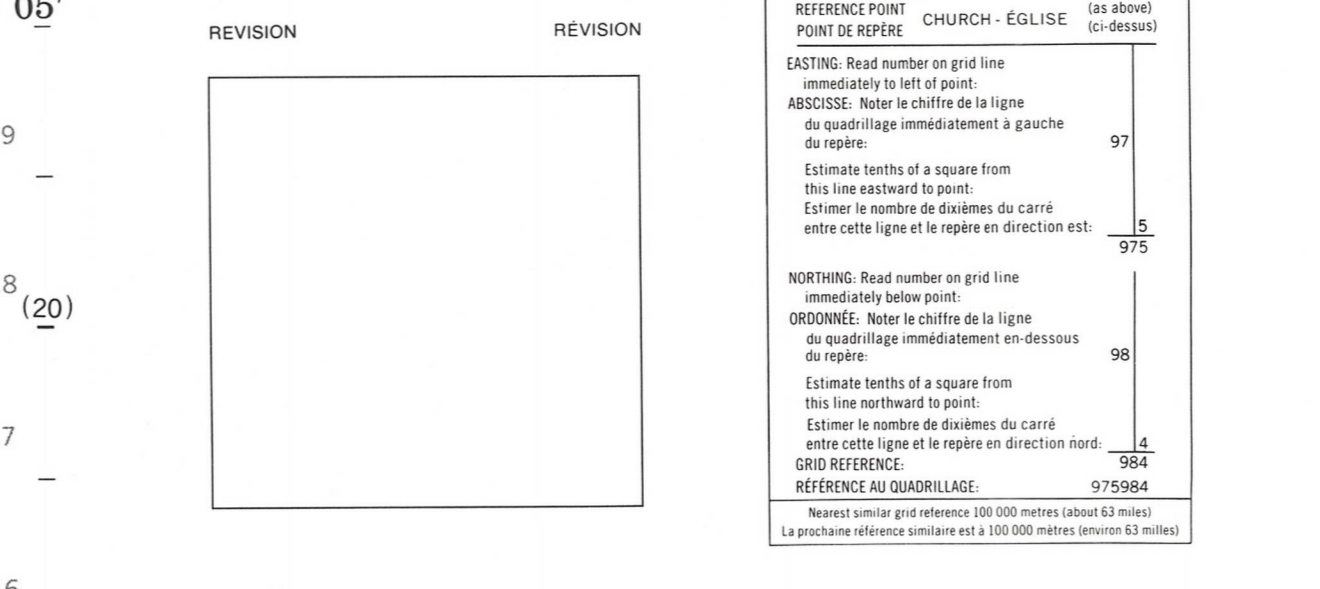 05'
9
8
(20)
7
REVISION RÉVISION
REFERENCE POINT
POINT DE REPÈRE
CHURCH - ÉGLISE
(as above)
(ci-dessus)
EASTING: Read number on grid line
immediately to left of point:
ABSCISSE: Noter le chiffre de la ligne
du quadrillage immédiatement à gauche
du repère: 97
Estimate tenths of a square from
this line eastward to point:
Estimer le nombre de dixièmes du carré
entre cette ligne et le repère en direction est: 5
975
NORTHING: Read number on grid line
immediately below point:
ORDONNÉE: Noter le chiffre de la ligne
du quadrillage immédiatement en-dessous
du repère: 98
Estimate tenths of a square from
this line northward to point:
Estimer le nombre de dixièmes du carré
entre cette ligne et le repère en direction nord: 4
GRID REFERENCE: 984
RÉFÉRENCE AU QUADRILLAGE: 975984
Nearest similar grid reference 100 000 metres (about 63 miles)
La prochaine référence similaire est à 100 000 mètres (environ 63 milles)